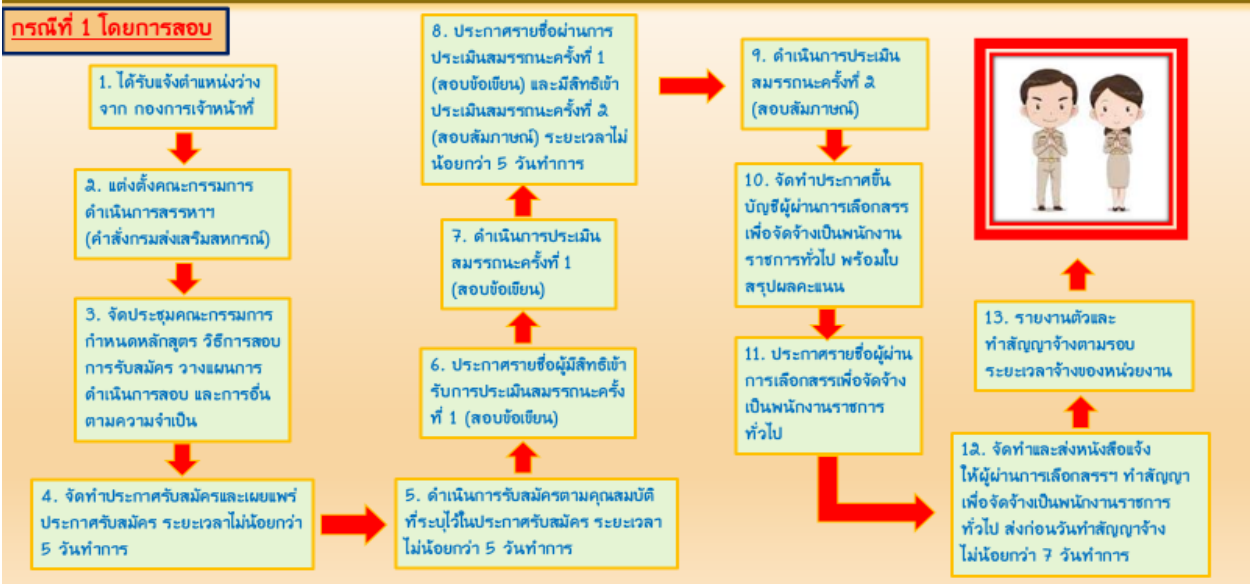 กรณีที่ 1 โดยการสอบ
1. ได้รับแจ้งตำแหน่งว่าง
จาก กองการเจ้าหน้าที่
2. แต่งตั้งคณะกรรมการ
ดำเนินการสรรหาฯ
(คำสั่งกรมส่งเสริมสหกรณ์)
3. จัดประชุมคณะกรรมการ
กำหนดหลักสูตร วิธีการสอบ
การรับสมัคร วางแผนการ
ดำเนินการสอบ และการอื่น
ตามความจำเป็น
4. จัดทำประกาศรับสมัครและเผยแพร่
ประกาศรับสมัคร ระยะเวลาไม่น้อยกว่า
5 วันทำการ
5. ดำเนินการรับสมัครตามคุณสมบัติ
ที่ระบุไว้ในประกาศรับสมัคร ระยะเวลา
ไม่น้อยกว่า 5 วันทำการ
6. ประกาศรายชื่อผู้มีสิทธิเข้า
รับการประเมินสมรรถนะครั้ง
ที่ 1 (สอบข้อเขียน)
7. ดำเนินการประเมิน
สมรรถนะครั้งที่ 1
(สอบข้อเขียน)
8. ประกาศรายชื่อผ่านการ
ประเมินสมรรถนะครั้งที่ 1
(สอบข้อเขียน) และมีสิทธิเข้า
ประเมินสมรรถนะครั้งที่ 2
(สอบสัมภาษณ์) ระยะเวลาไม่
น้อยกว่า 5 วันทำการ
9. ดำเนินการประเมิน
สมรรถนะครั้งที่ 2
(สอบสัมภาษณ์)
10. จัดทำประกาศขึ้น
บัญชีผู้ผ่านการเลือกสรร
เพื่อจัดจ้างเป็นพนักงาน
ราชการทั่วไป พร้อมใบ
สรุปผลคะแนน
11. ประกาศรายชื่อผู้ผ่าน
การเลือกสรรเพื่อจัดจ้าง
เป็นพนักงานราชการ
ทั่วไป
12. จัดทำและส่งหนังสือแจ้ง
ให้ผู้ผ่านการเลือกสรรฯ ทำสัญญา
เพื่อจัดจ้างเป็นพนักงานราชการ
ทั่วไป ส่งก่อนวันทำสัญญาจ้าง
ไม่น้อยกว่า 7 วันทำการ
13. รายงานตัวและ
ทำสัญญาจ้างตามรอบ
ระยะเวลาจ้างของหน่วยงาน